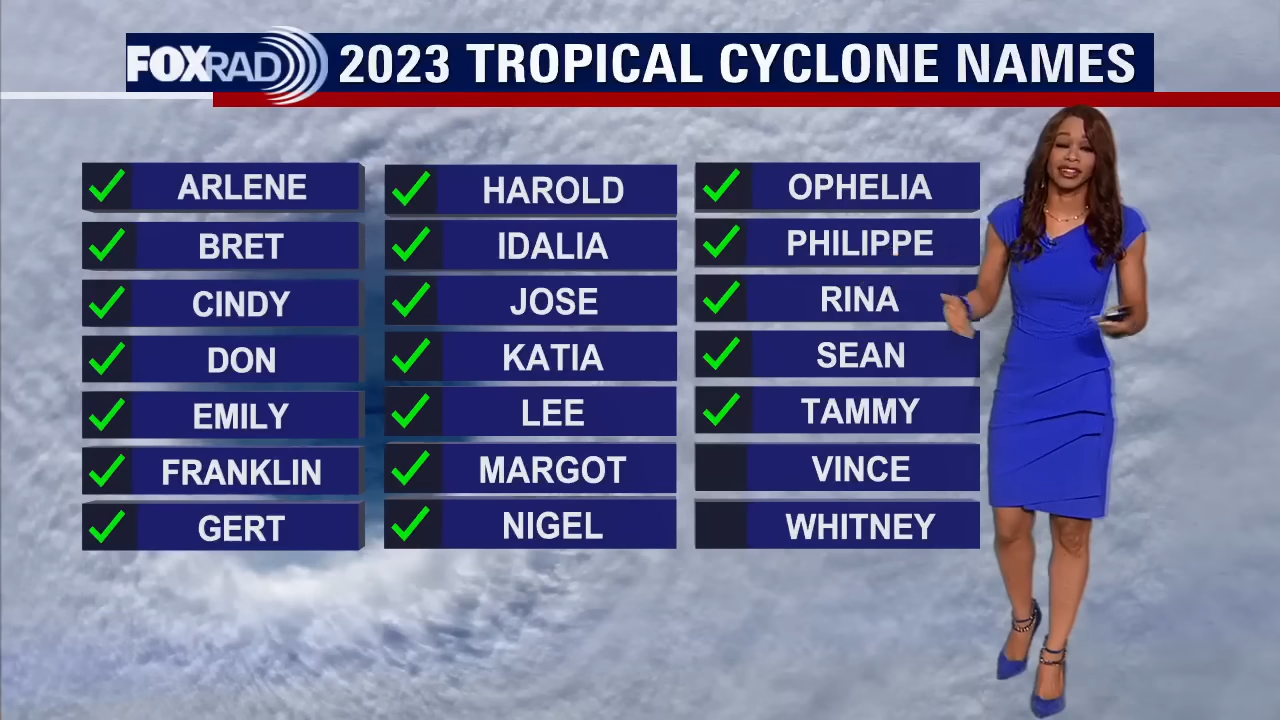 FOXRAD 2023 TROPICAL CYCLONE NAMES
ARLENE
BRET
CINDY
DON
EMILY
FRANKLIN
GERT
HAROLD
IDALIA
JOSE
KATIA
LEE
MARGOT
NIGEL
OPHELIA
PHILIPPE
RINA
SEAN
TAMMY
VINCE
WHITNEY